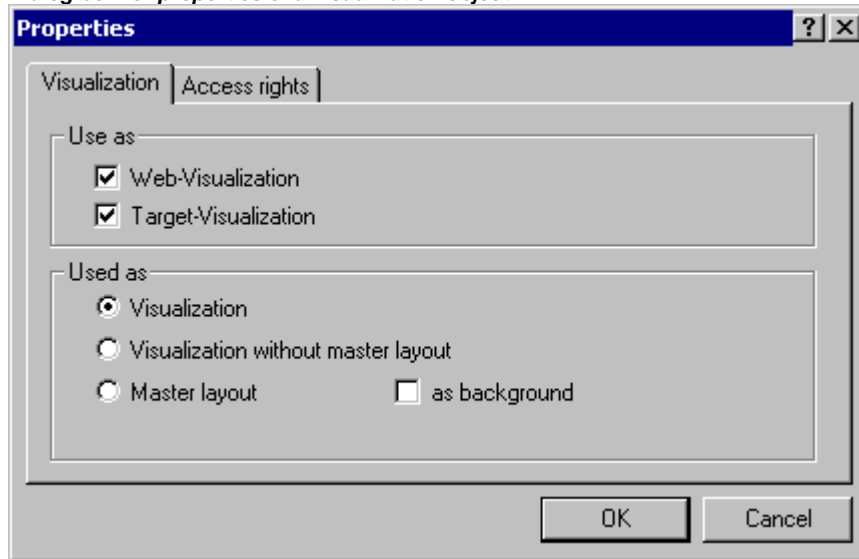 Properties
Visualization Access rights
Use as
Web-Visualization
Target-Visualization
Used as
Visualization
Visualization without master layout
Master layout as background
OK Cancel